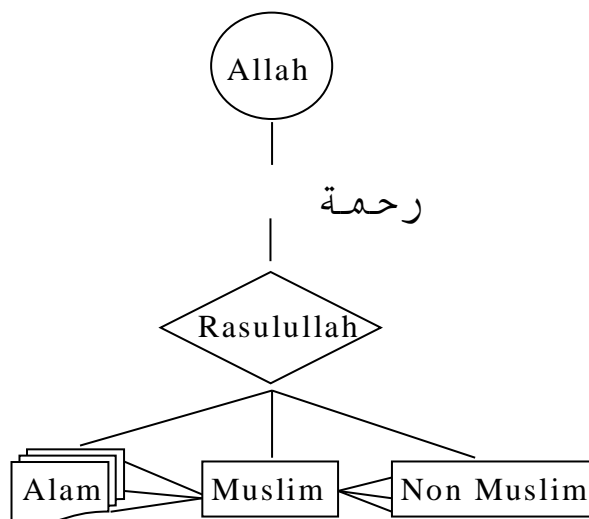 Allah
رحمة
Rasulullah
Alam
Muslim
Non Muslim